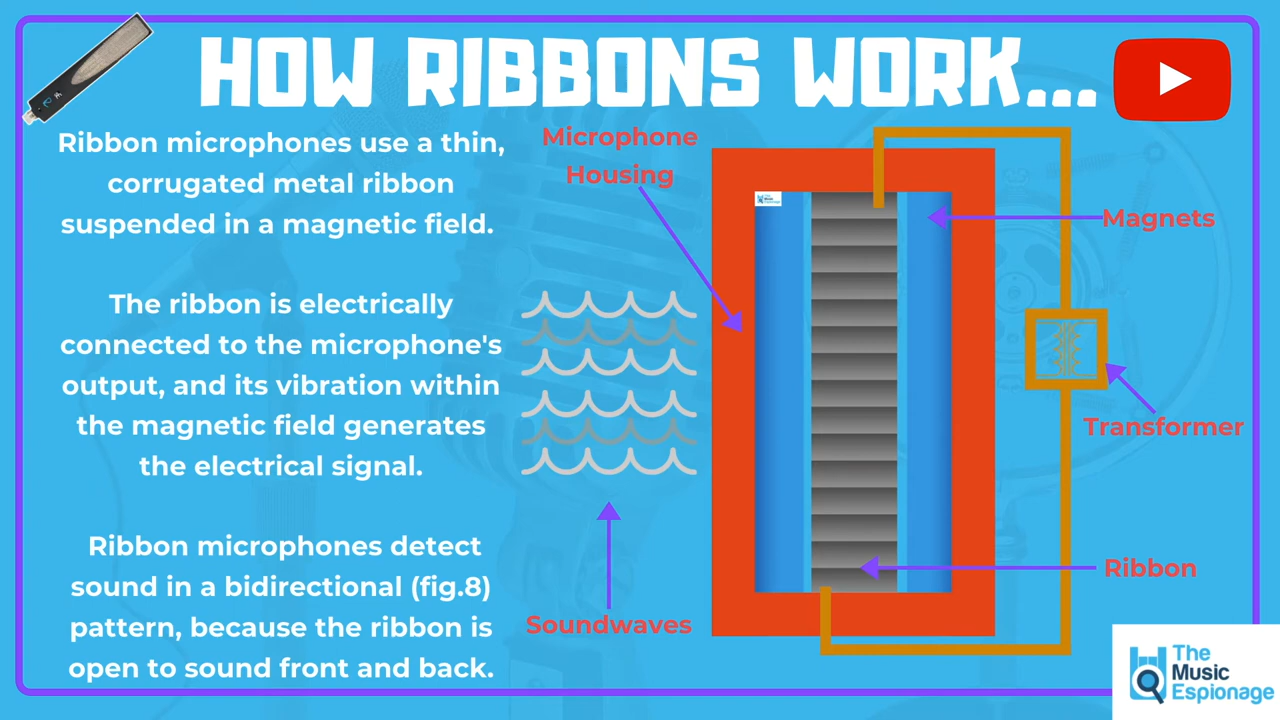 HOW RIBBONS WORK...
Ribbon microphones use a thin,
corrugated metal ribbon
suspended in a magnetic field.
The ribbon is electrically
connected to the microphone's
output, and its vibration within
the magnetic field generates
the electrical signal.
Ribbon microphones detect
sound in a bidirectional (fig.8)
pattern, because the ribbon is
open to sound front and back.
Microphone
Housing
The
Music
Espionage
Magnets
Transformer
Ribbon
Soundwaves
The
Music
Espionage